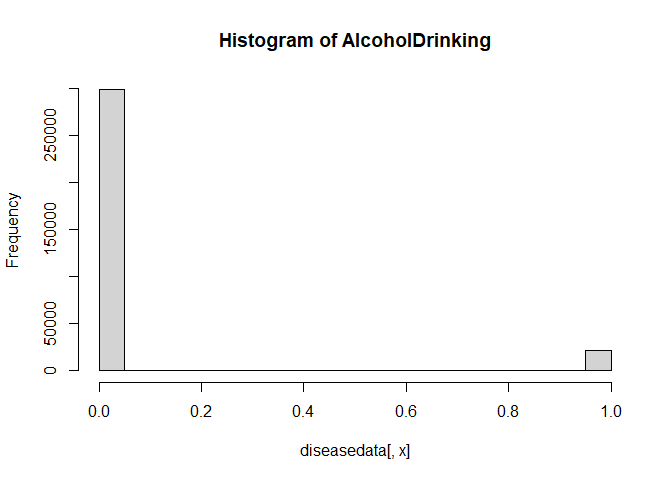 Histogram of AlcoholDrinking
Frequency
250000
150000
50000
0
0.0 0.2 0.4 0.6 0.8 1.0
diseasedata[, x]